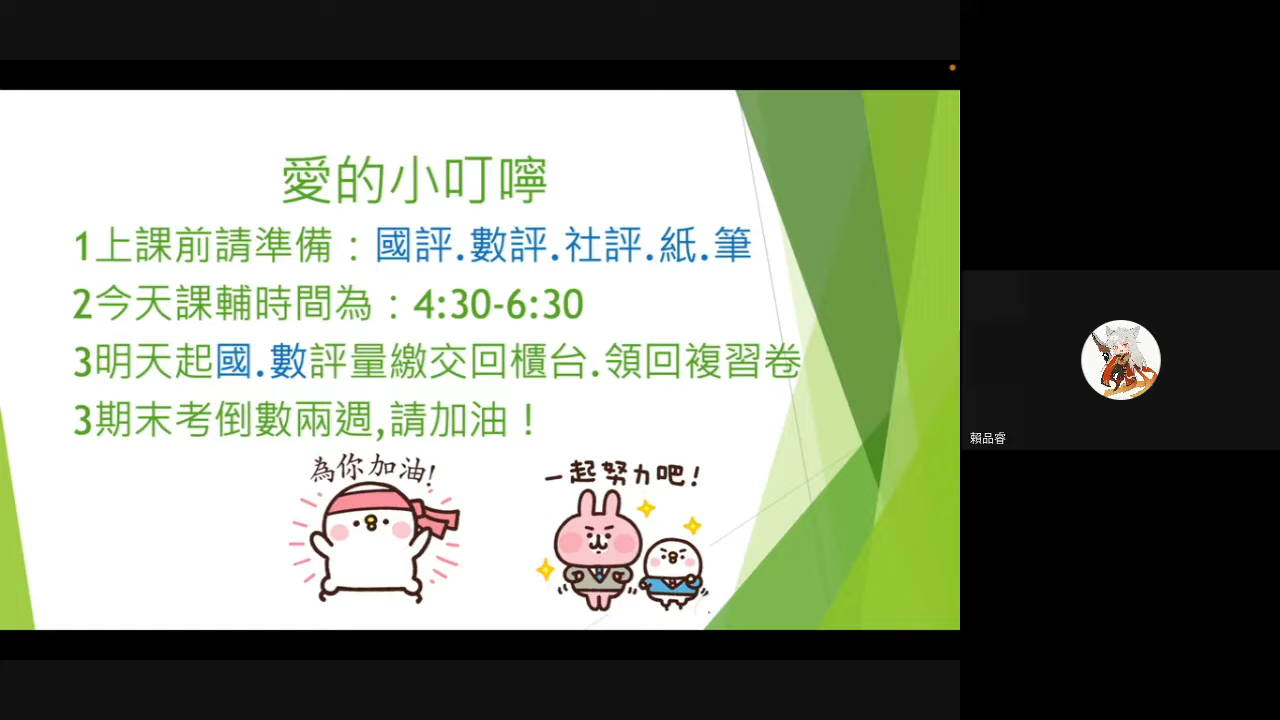 愛的小叮嚀
1上課前請準備：國評.數評.社評.紙.筆
2今天課輔時間為：4:30-6:30
3明天起國.數評量繳交回櫃台.領回複習卷
3期末考倒數兩週,請加油！
為你加油!
一起努力吧!
賴品睿